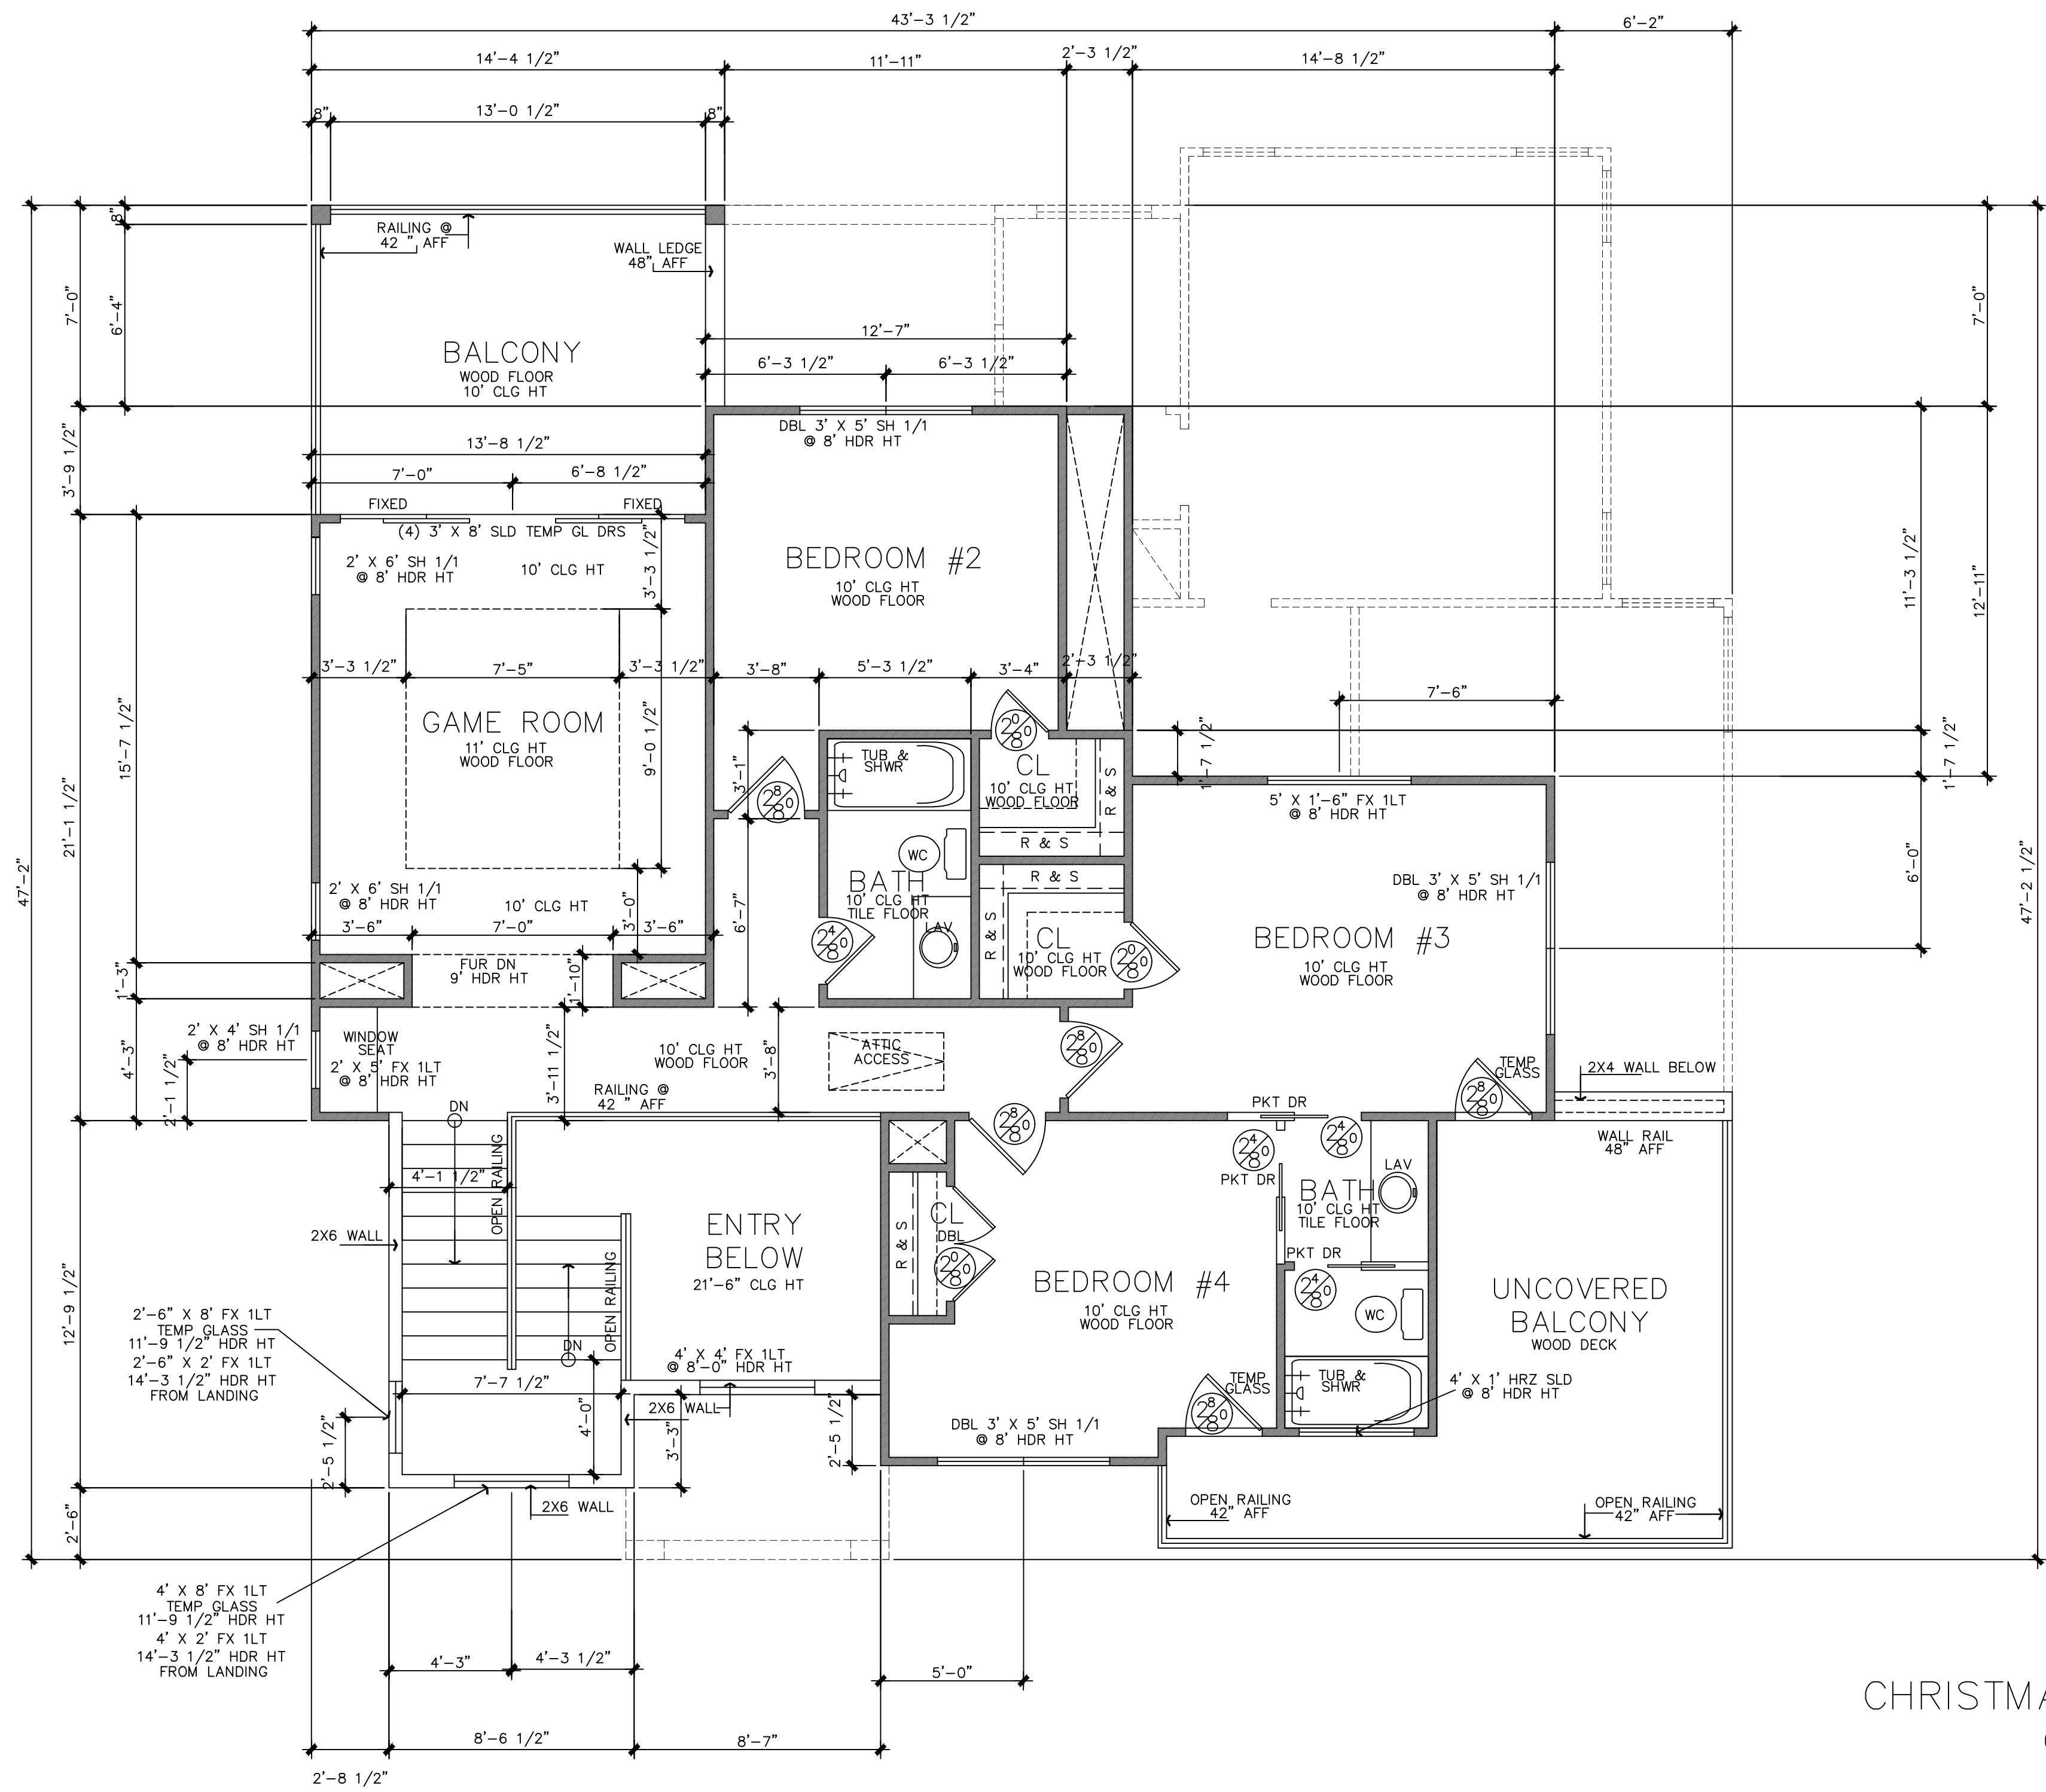 43'-3 1/2"
6'-2"
14'-4 1/2"
11'-11"
2'-3 1/2"
14'-8 1/2"
8"
13'-0 1/2"
8"
8"
RAILING @
42 " AFF
WALL LEDGE
48" AFF
7'-0"
6'-4"
7'-0"
12'-7"
BALCONY
WOOD FLOOR
10' CLG HT
6'-3 1/2"
6'-3 1/2"
DBL 3' X 5' SH 1/1
@ 8' HDR HT
3'-9 1/2"
13'-8 1/2"
7'-0"
6'-8 1/2"
FIXED
FIXED
(4) 3' X 8' SLD TEMP GL DRS
2' X 6' SH 1/1
@ 8' HDR HT
10' CLG HT
3'-3 1/2"
BEDROOM #2
10' CLG HT
WOOD FLOOR
11'-3 1/2"
12'-11"
3'-3 1/2"
7'-5"
3'-3 1/2"
3'-8"
5'-3 1/2"
3'-4"
2'-3 1/2"
7'-6"
GAME ROOM
11' CLG HT
WOOD FLOOR
9'-0 1/2"
15'-7 1/2"
21'-1 1/2"
47'-2"
3'-1"
28
80
TUB &
SHWR
20
80
CL
10' CLG HT
WOOD FLOOR
R & S
R & S
1'-7 1/2"
1'-7 1/2"
5' X 1'-6" FX 1LT
@ 8' HDR HT
WC
BATH
10' CLG HT
TILE FLOOR
LAV
24
80
R & S
R & S
CL
10' CLG HT
WOOD FLOOR
20
80
DBL 3' X 5' SH 1/1
@ 8' HDR HT
6'-0"
47'-2 1/2"
BEDROOM #3
10' CLG HT
WOOD FLOOR
2' X 6' SH 1/1
@ 8' HDR HT
10' CLG HT
3'-0"
6'-7"
3'-6"
7'-0"
3'-6"
FUR DN
9' HDR HT
1'-10"
1'-3"
4'-3"
2' X 4' SH 1/1
@ 8' HDR HT
2'-1 1/2"
WINDOW
SEAT
2' X 5' FX 1LT
@ 8' HDR HT
3'-11 1/2"
10' CLG HT
WOOD FLOOR
3'-8"
ATTIC
ACCESS
28
80
RAILING @
42 " AFF
TEMP
GLASS
28
80
2X4 WALL BELOW
DN
OPEN RAILING
4'-1 1/2"
28
80
PKT DR
24
80
24
80
PKT DR
WALL RAIL
48" AFF
LAV
BATH
10' CLG HT
TILE FLOOR
ENTRY
BELOW
21'-6" CLG HT
R & S
CL
DBL
20
80
2X6 WALL
OPEN RAILING
PKT DR
24
80
WC
BEDROOM #4
10' CLG HT
WOOD FLOOR
UNCOVERED
BALCONY
WOOD DECK
12'-9 1/2"
2'-6" X 8' FX 1LT
TEMP GLASS
11'-9 1/2" HDR HT
2'-6" X 2' FX 1LT
14'-3 1/2" HDR HT
FROM LANDING
DN
4' X 4' FX 1LT
@ 8'-0" HDR HT
7'-7 1/2"
4'-0"
2X6 WALL
3'-3"
2'-5 1/2"
2'-5 1/2"
TEMP
GLASS
28
80
TUB &
SHWR
4' X 1' HRZ SLD
@ 8' HDR HT
DBL 3' X 5' SH 1/1
@ 8' HDR HT
2X6 WALL
OPEN RAILING
42" AFF
OPEN RAILING
42" AFF
2'-6"
4' X 8' FX 1LT
TEMP GLASS
11'-9 1/2" HDR HT
4' X 2' FX 1LT
14'-3 1/2" HDR HT
FROM LANDING
4'-3"
4'-3 1/2"
5'-0"
CHRISTMA
8'-6 1/2"
8'-7"
2'-8 1/2"